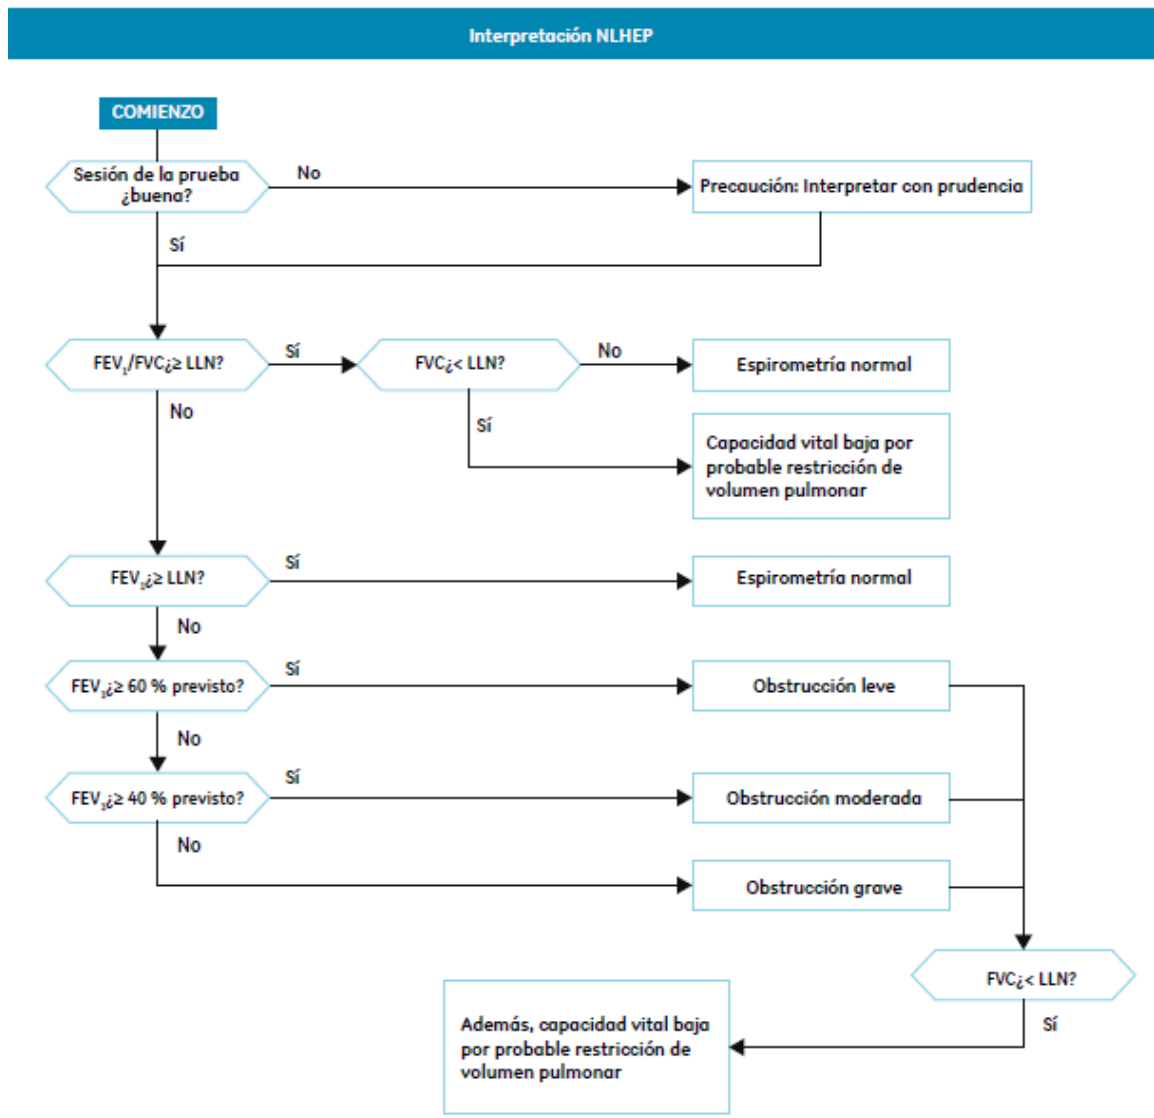 Interpretación NLHEP
COMIENZO
Sesión de la prueba
¿buena?
No
Precaución: Interpretar con prudencia
Sí
FEV₁/FVC¿≥ LLN?
Sí
FVC¿< LLN?
No
Espirometría normal
No
Sí
Capacidad vital baja por
probable restricción de
volumen pulmonar
FEV₁¿≥ LLN?
Sí
Espirometría normal
No
FEV₁¿≥ 60 % previsto?
Sí
Obstrucción leve
No
FEV₁¿≥ 40 % previsto?
Sí
Obstrucción moderada
No
Obstrucción grave
FVC¿< LLN?
Sí
Además, capacidad vital baja
por probable restricción de
volumen pulmonar